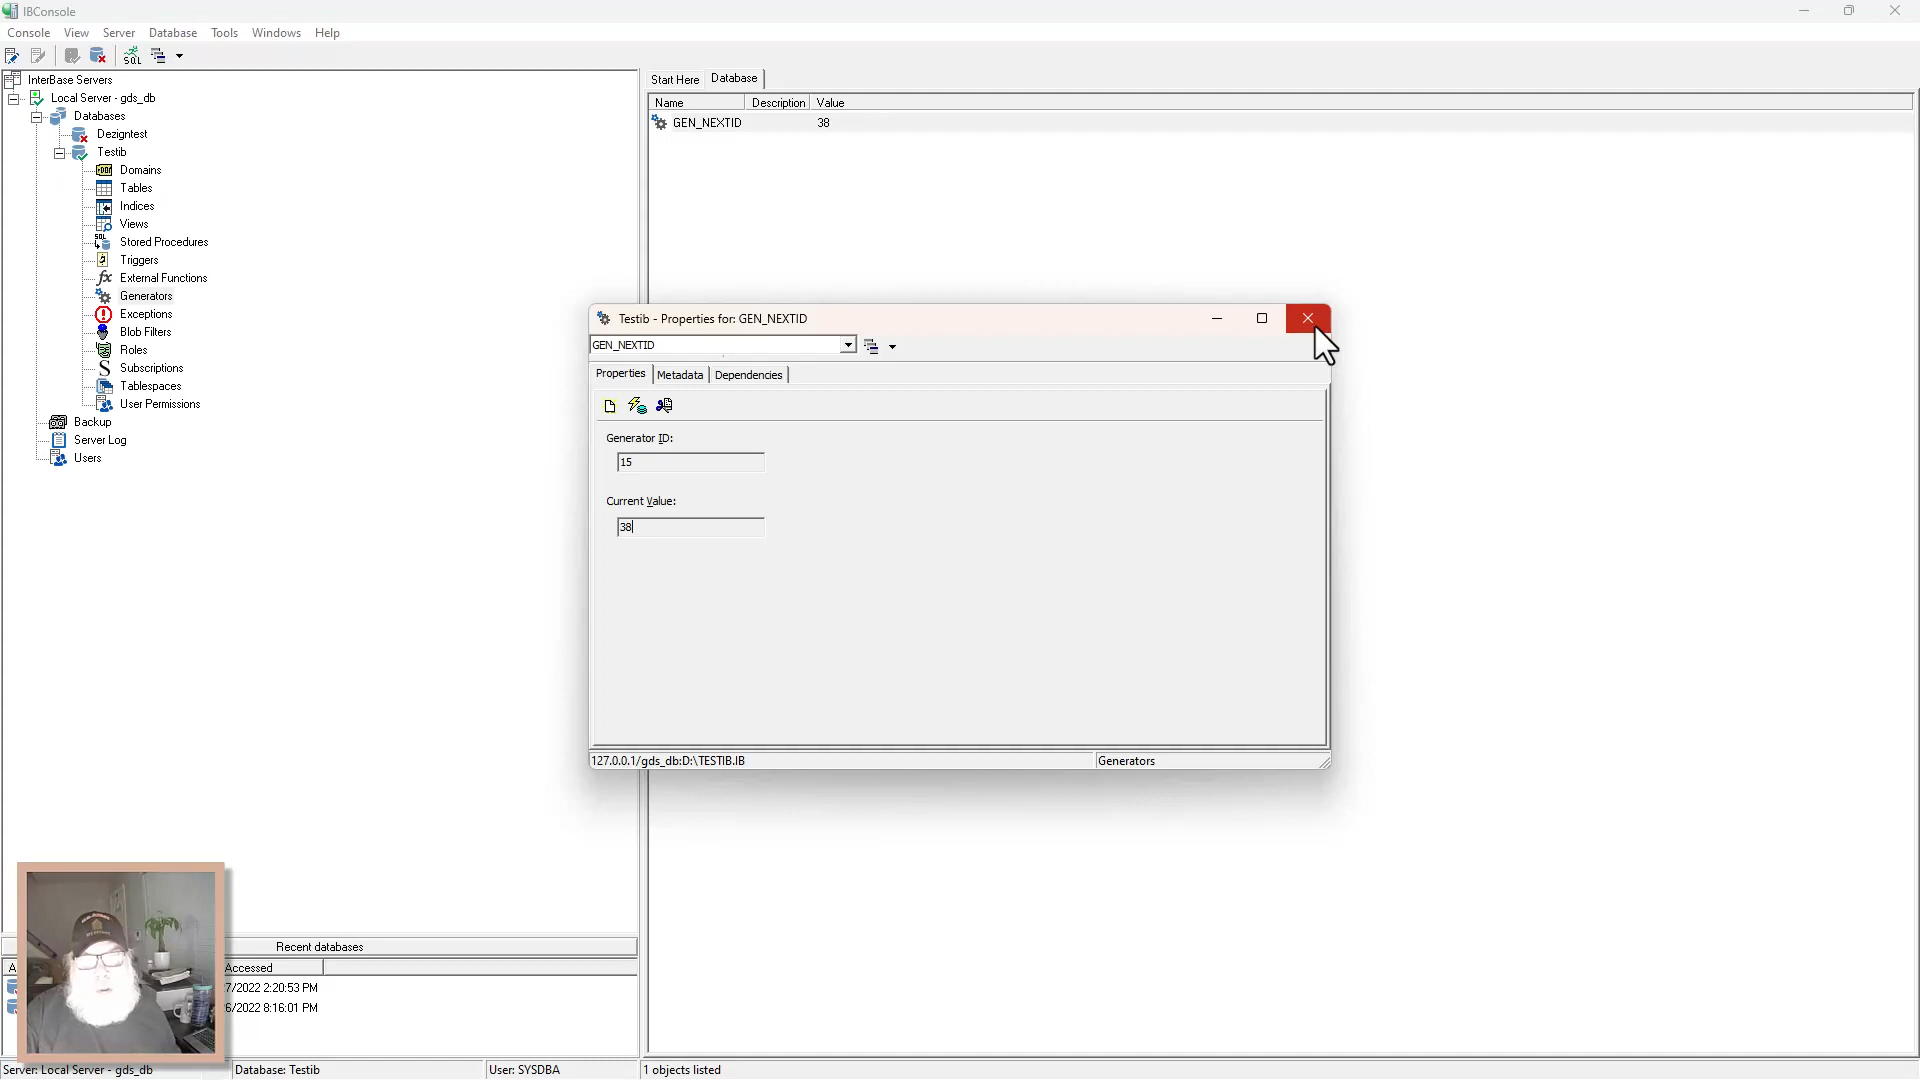 IBConsole
Console View Server Database Tools Windows Help
SQL
InterBase Servers
Local Server - gds_db
Databases
Dezigntest
Testib
Domains
Tables
Indices
Views
Stored Procedures
Triggers
External Functions
Generators
Exceptions
Blob Filters
Roles
Subscriptions
Tablespaces
User Permissions
Backup
Server Log
Users
Start Here Database
Name Description Value
GEN_NEXTID 38
Testib - Properties for: GEN_NEXTID
GEN_NEXTID
Properties Metadata Dependencies
Generator ID:
15
Current Value:
38
127.0.0.1/gds_db:D:\TESTIB.IB Generators
Recent databases
Accessed
7/2022 2:20:53 PM
6/2022 8:16:01 PM
Server: Local Server - gds_db Database: Testib User: SYSDBA 1 objects listed